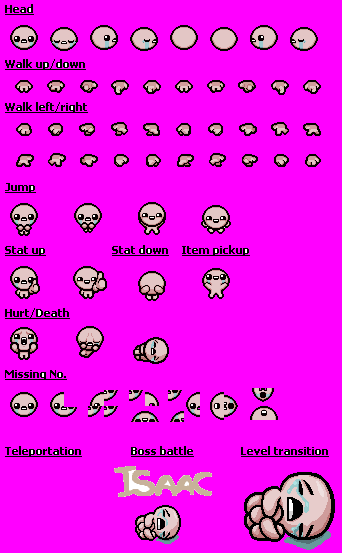 Head
Walk up/down
Walk left/right
Jump
Stat up Stat down Item pickup
Hurt/Death
Missing No.
Teleportation Boss battle Level transition
ISAAC